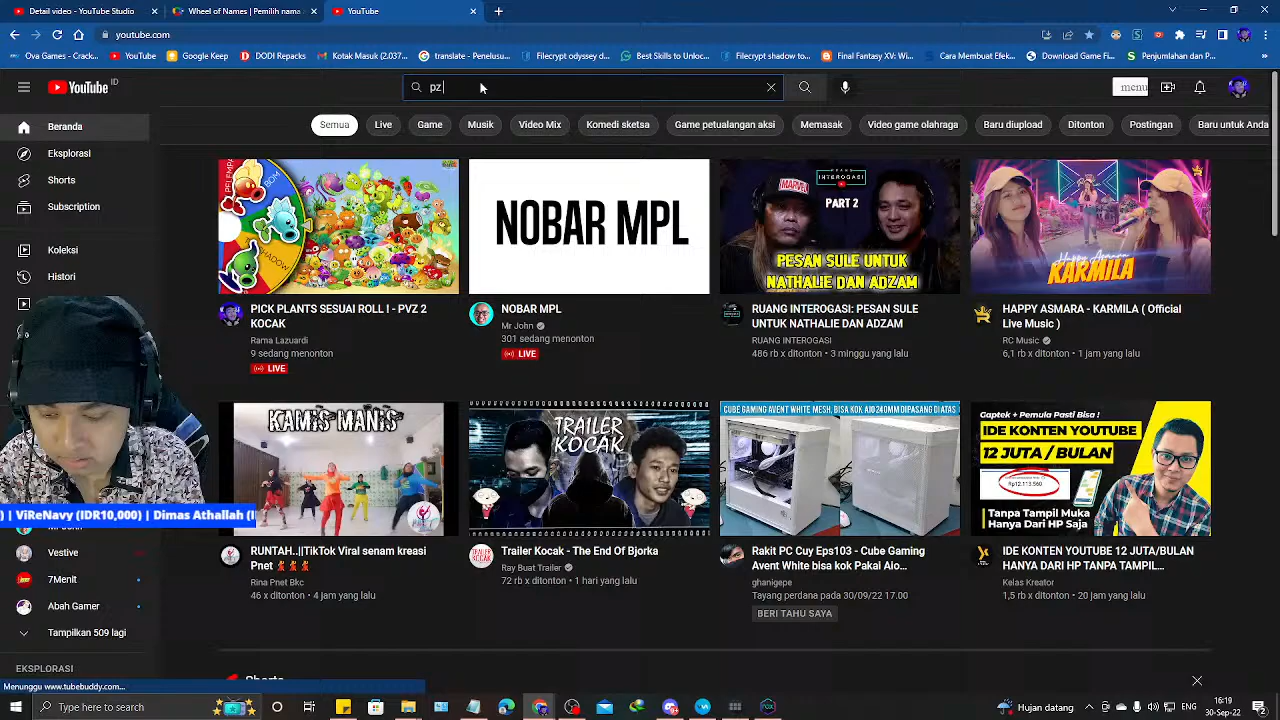 Detail video - YouTube Studio
Wheel of Names | Pemilih nama
YouTube
youtube.com
Ova Games - Crack...
YouTube
Google Keep
DODI Repacks
Kotak Masuk (2.037...
translate - Penelusu...
Filecrypt odyssey d...
Best Skills to Unloc...
Filecrypt shadow to...
Final Fantasy XV: Wi...
Cara Membuat Efek...
Download Game Gr...
Penjumlahan dan P...
YouTube ID
pz
menu
Beranda
Eksplorasi
Shorts
Subscription
Koleksi
Histori
Semua
Live
Game
Musik
Video Mix
Komedi sketsa
Game petualangan aksi
Memasak
Video game olahraga
Baru diupload
Ditonton
Postingan
Baru untuk Anda
BOM
SHADOW
NOBAR MPL
RUANG
INTEROGASI
PART 2
PESAN SULE UNTUK
NATHALIE DAN ADZAM
Happy Asmara
KARMILA
PICK PLANTS SESUAI ROLL ! - PVZ 2
KOCAK
Rama Lazuardi
9 sedang menonton
LIVE
NOBAR MPL
Mr John
301 sedang menonton
LIVE
RUANG INTEROGASI: PESAN SULE
UNTUK NATHALIE DAN ADZAM
RUANG INTEROGASI
486 rb x ditonton • 3 minggu yang lalu
HAPPY ASMARA - KARMILA ( Official
Live Music )
RC Music
6,1 rb x ditonton • 1 jam yang lalu
KAMIS MANIS
TRAILER
KOCAK
CUBE GAMING AVENT WHITE MESH, BISA KOK AIO 240MM DIPASANG DI ATAS
Gaptek + Pemula Pasti Bisa !
IDE KONTEN YOUTUBE
12 JUTA / BULAN
Rp12.113.560
Tanpa Tampil Muka
Hanya Dari HP Saja
) | ViReNavy (IDR10,000) | Dimas Athallah (I
RUNTAH..||TikTok Viral senam kreasi
Pnet
Rina Pnet Bkc
46 x ditonton • 4 jam yang lalu
Trailer Kocak - The End Of Bjorka
Ray Buat Trailer
72 rb x ditonton • 1 hari yang lalu
Rakit PC Cuy Eps103 - Cube Gaming
Avent White bisa kok Pakai Aio...
ghanigepe
Tayang perdana pada 30/09/22 17.00
BERI TAHU SAYA
IDE KONTEN YOUTUBE 12 JUTA/BULAN
DARI HP TANPA TAMPIL...
Kelas Kreator
1,5 rb x ditonton • 20 jam yang lalu
Vestive
7Menit
Abah Gamer
Tampilkan 509 lagi
EKSPLORASI
Shorts
Menunggu www.tubebuddy.com...
Type here to search
Hujan datang
16:19
30-Sep-22